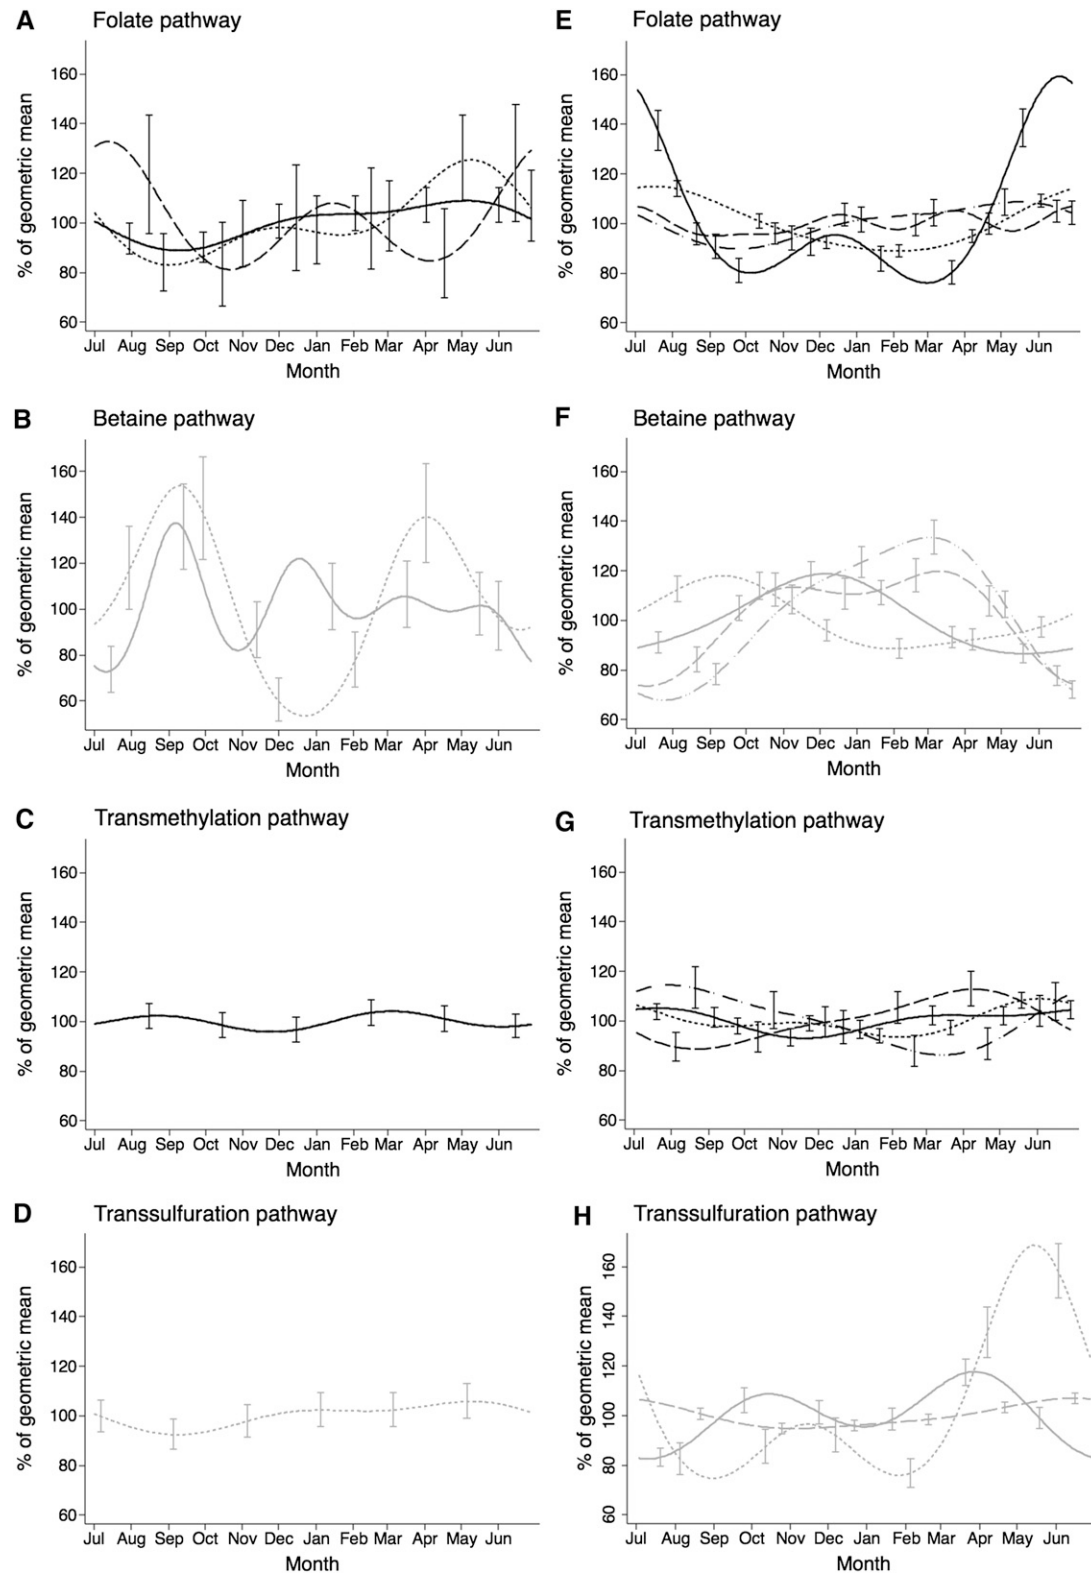 A Folate pathway
% of geometric mean
160
140
120
100
80
60
Jul Aug Sep Oct Nov Dec Jan Feb Mar Apr May Jun
Month
E Folate pathway
% of geometric mean
160
140
120
100
80
60
Jul Aug Sep Oct Nov Dec Jan Feb Mar Apr May Jun
Month
B Betaine pathway
% of geometric mean
160
140
120
100
80
60
Jul Aug Sep Oct Nov Dec Jan Feb Mar Apr May Jun
Month
F Betaine pathway
% of geometric mean
160
140
120
100
80
60
Jul Aug Sep Oct Nov Dec Jan Feb Mar Apr May Jun
Month
C Transmethylation pathway
% of geometric mean
160
140
120
100
80
60
Jul Aug Sep Oct Nov Dec Jan Feb Mar Apr May Jun
Month
G Transmethylation pathway
% of geometric mean
160
140
120
100
80
60
Jul Aug Sep Oct Nov Dec Jan Feb Mar Apr May Jun
Month
D Transsulfuration pathway
% of geometric mean
160
140
120
100
80
60
Jul Aug Sep Oct Nov Dec Jan Feb Mar Apr May Jun
Month
H Transsulfuration pathway
% of geometric mean
160
140
120
100
80
60
Jul Aug Sep Oct Nov Dec Jan Feb Mar Apr May Jun
Month